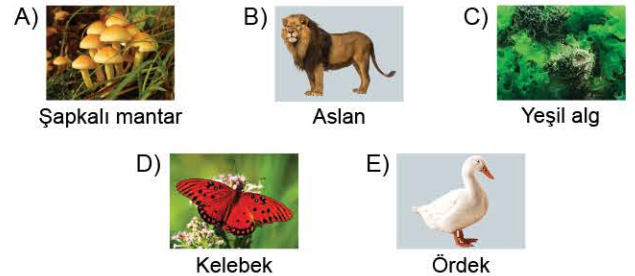 A)
B)
C)
Şapkalı mantar
Aslan
Yeşil alg
D)
E)
Kelebek
Ördek